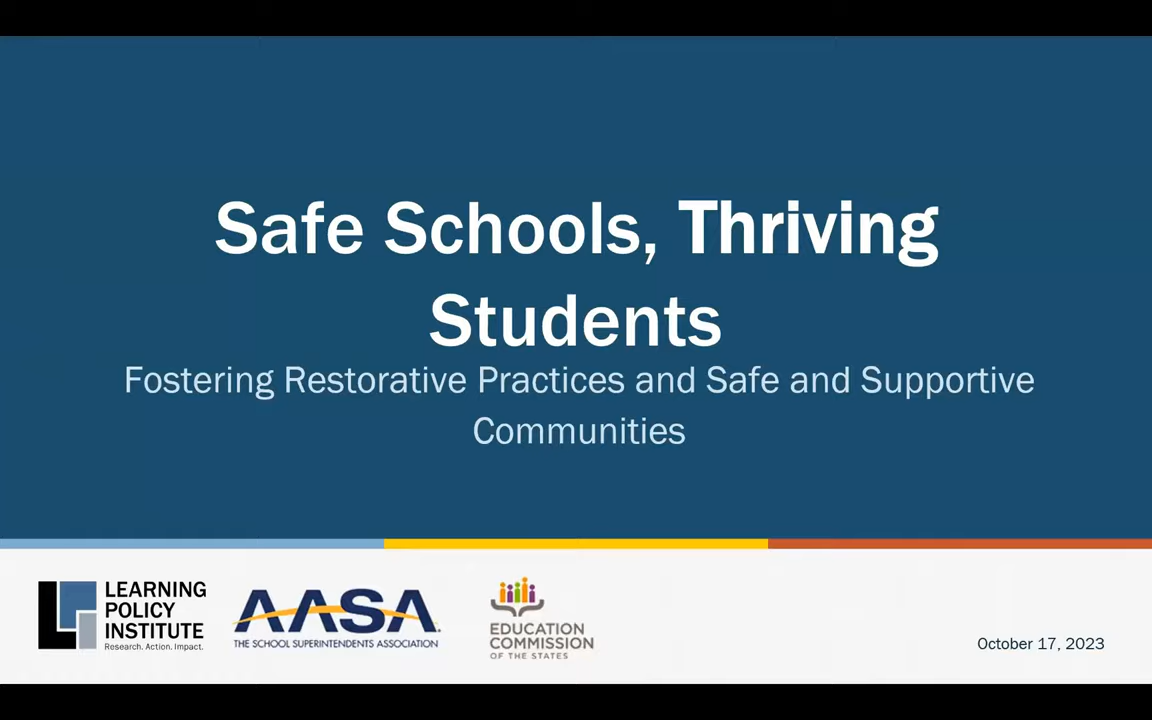 Safe Schools, Thriving
Students
Fostering Restorative Practices and Safe and Supportive
Communities
LEARNING
POLICY
INSTITUTE
Research. Action. Impact.
AASA
THE SCHOOL SUPERINTENDENTS ASSOCIATION
EDUCATION
COMMISSION
OF THE STATES
October 17, 2023